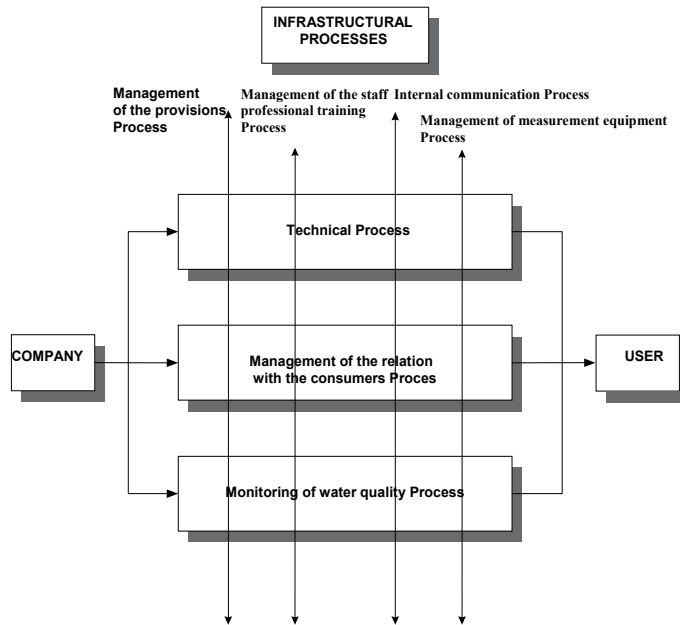 INFRASTRUCTURAL
PROCESSES
Management
of the provisions
Process
Management of the staff
professional training
Process
Internal communication Process
Management of measurement equipment
Process
Technical Process
COMPANY
Management of the relation
with the consumers Proces
USER
Monitoring of water quality Process